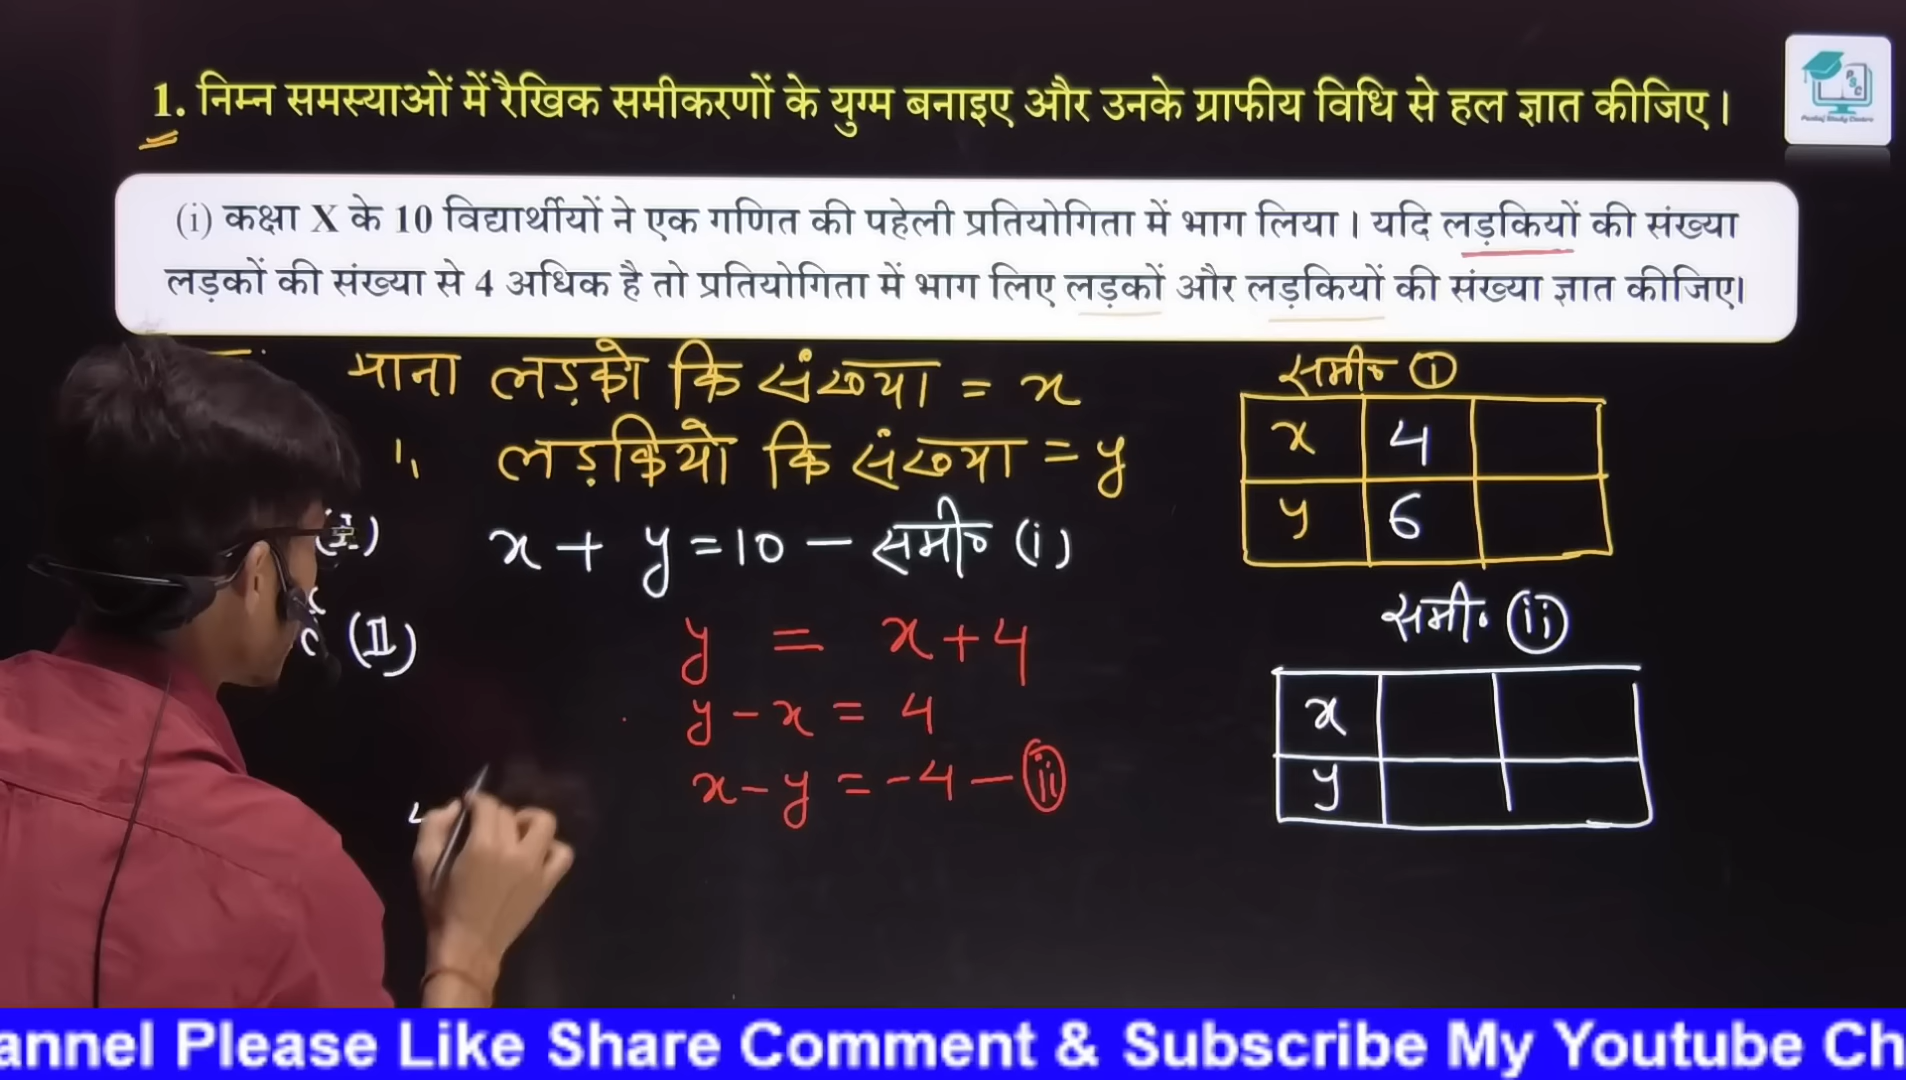 1. निम्न समस्याओं में रैखिक समीकरणों के युग्म बनाइए और उनके ग्राफीय विधि से हल ज्ञात कीजिए।
(i) कक्षा X के 10 विद्यार्थीयों ने एक गणित की पहेली प्रतियोगिता में भाग लिया। यदि लड़कियों की संख्या
लड़कों की संख्या से 4 अधिक है तो प्रतियोगिता में भाग लिए लड़कों और लड़कियों की संख्या ज्ञात कीजिए।
माना लड़को कि संख्या = x
लड़कियो कि संख्या = y
(I) x + y = 10 - समी० (i)
(II) y = x + 4
y - x = 4
x - y = -4 - (ii)
समी० (i)
x 4
y 6
समी० (ii)
x
y
annel Please Like Share Comment & Subscribe My Youtube Ch